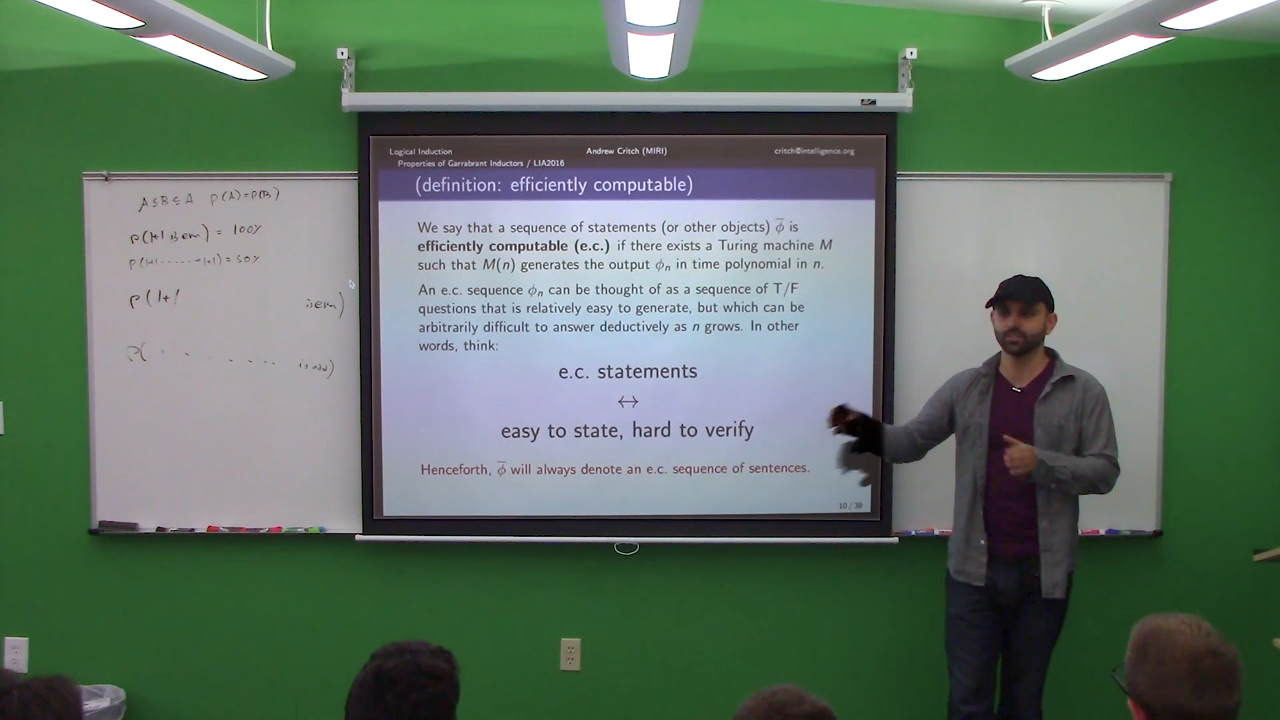 Logical Induction
Andrew Critch (MIRI)
critch@intelligence.org
Properties of Garrabrant Inductors / LIA2016
(definition: efficiently computable)
We say that a sequence of statements (or other objects) ϕ̅ is
efficiently computable (e.c.) if there exists a Turing machine M
such that M(n) generates the output ϕₙ in time polynomial in n.
An e.c. sequence ϕₙ can be thought of as a sequence of T/F
questions that is relatively easy to generate, but which can be
arbitrarily difficult to answer deductively as n grows. In other
words, think:
e.c. statements
↔
easy to state, hard to verify
Henceforth, ϕ̅ will always denote an e.c. sequence of sentences.
10 / 38
P(A)=P(B)
= 100%
= 50%
P(1+1